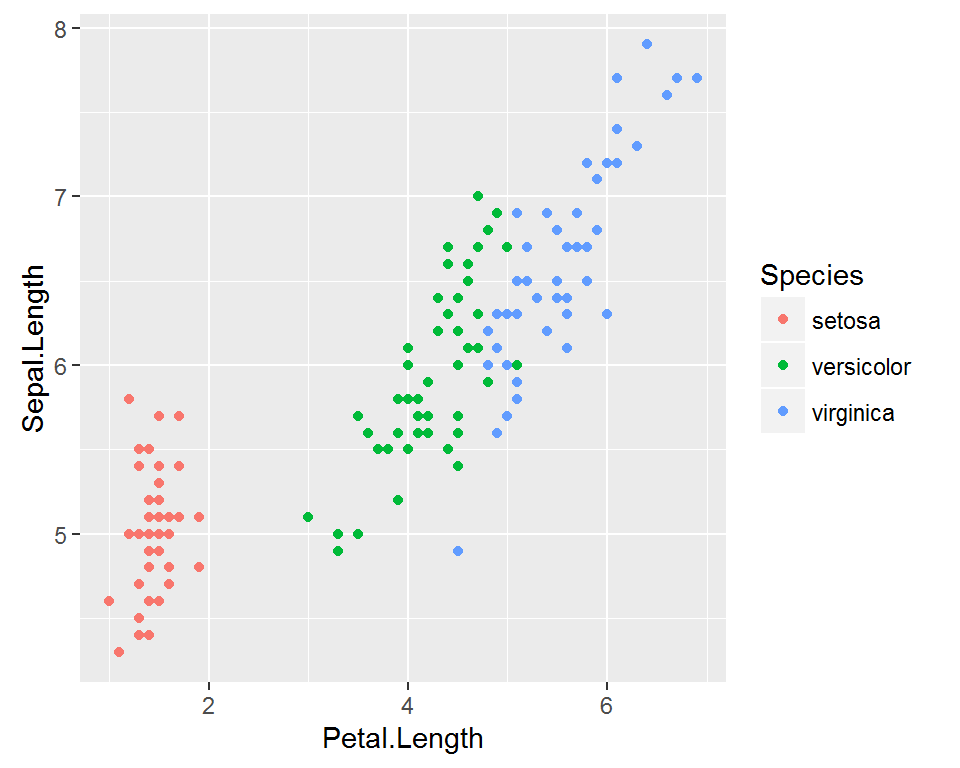 8
7
6
5
Sepal.Length
2 4 6
Petal.Length
Species
setosa
versicolor
virginica